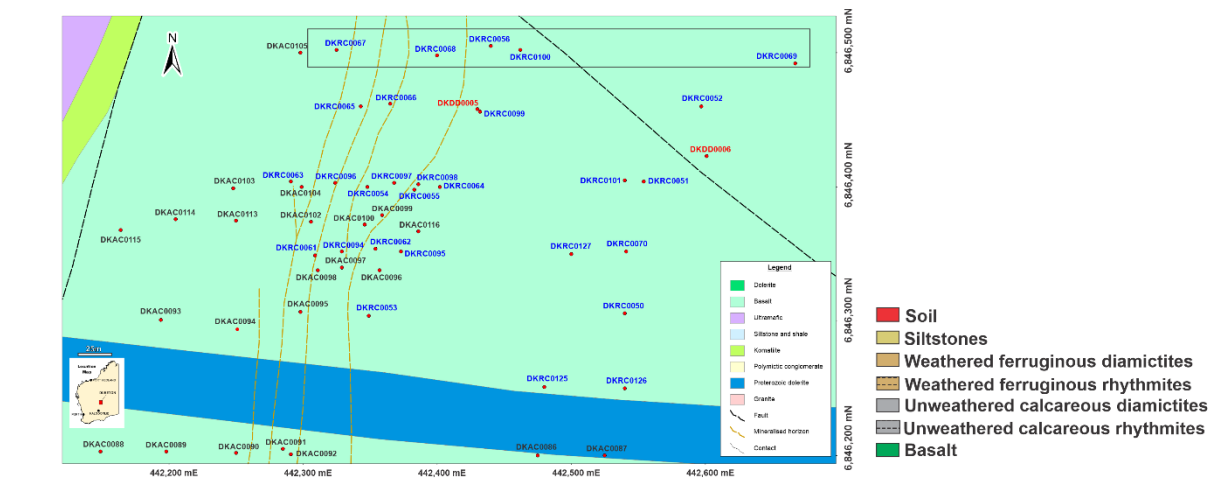 N
DKAC0105
DKRC0067
DKRC0056
DKRC0068
DKRC0100
DKRC0069
6,846,500 mN
DKRC0066
DKRC0065
DKDD0005
DKRC0099
DKRC0052
DKDD0006
DKAC0103
DKRC0063
DKRC0096
DKRC0097
DKRC0098
DKAC0104
DKRC0054
DKRC0055
DKRC0064
DKRC0101
DKRC0051
6,846,400 mN
DKAC0114
DKAC0113
DKAC0102
DKAC0100
DKAC0099
DKAC0116
DKAC0115
DKRC0061
DKRC0094
DKRC0062
DKRC0095
DKRC0127
DKRC0070
DKAC0098
DKAC0097
DKAC0096
DKAC0093
DKAC0094
DKAC0095
DKRC0053
DKRC0050
6,846,300 mN
25 m
Location
Map
DKRC0125
DKRC0126
DKAC0088
DKAC0089
DKAC0090
DKAC0091
DKAC0092
DKAC0086
DKAC0087
6,846,200 mN
442,200 mE
442,300 mE
442,400 mE
442,500 mE
442,600 mE
Legend
Dolerite
Basalt
Ultramafic
Siltstone and shale
Komatiite
Polymictic conglomerate
Proterozoic dolerite
Granite
Fault
Mineralised horizon
Contact
Soil
Siltstones
Weathered ferruginous diamictites
Weathered ferruginous rhythmites
Unweathered calcareous diamictites
Unweathered calcareous rhythmites
Basalt